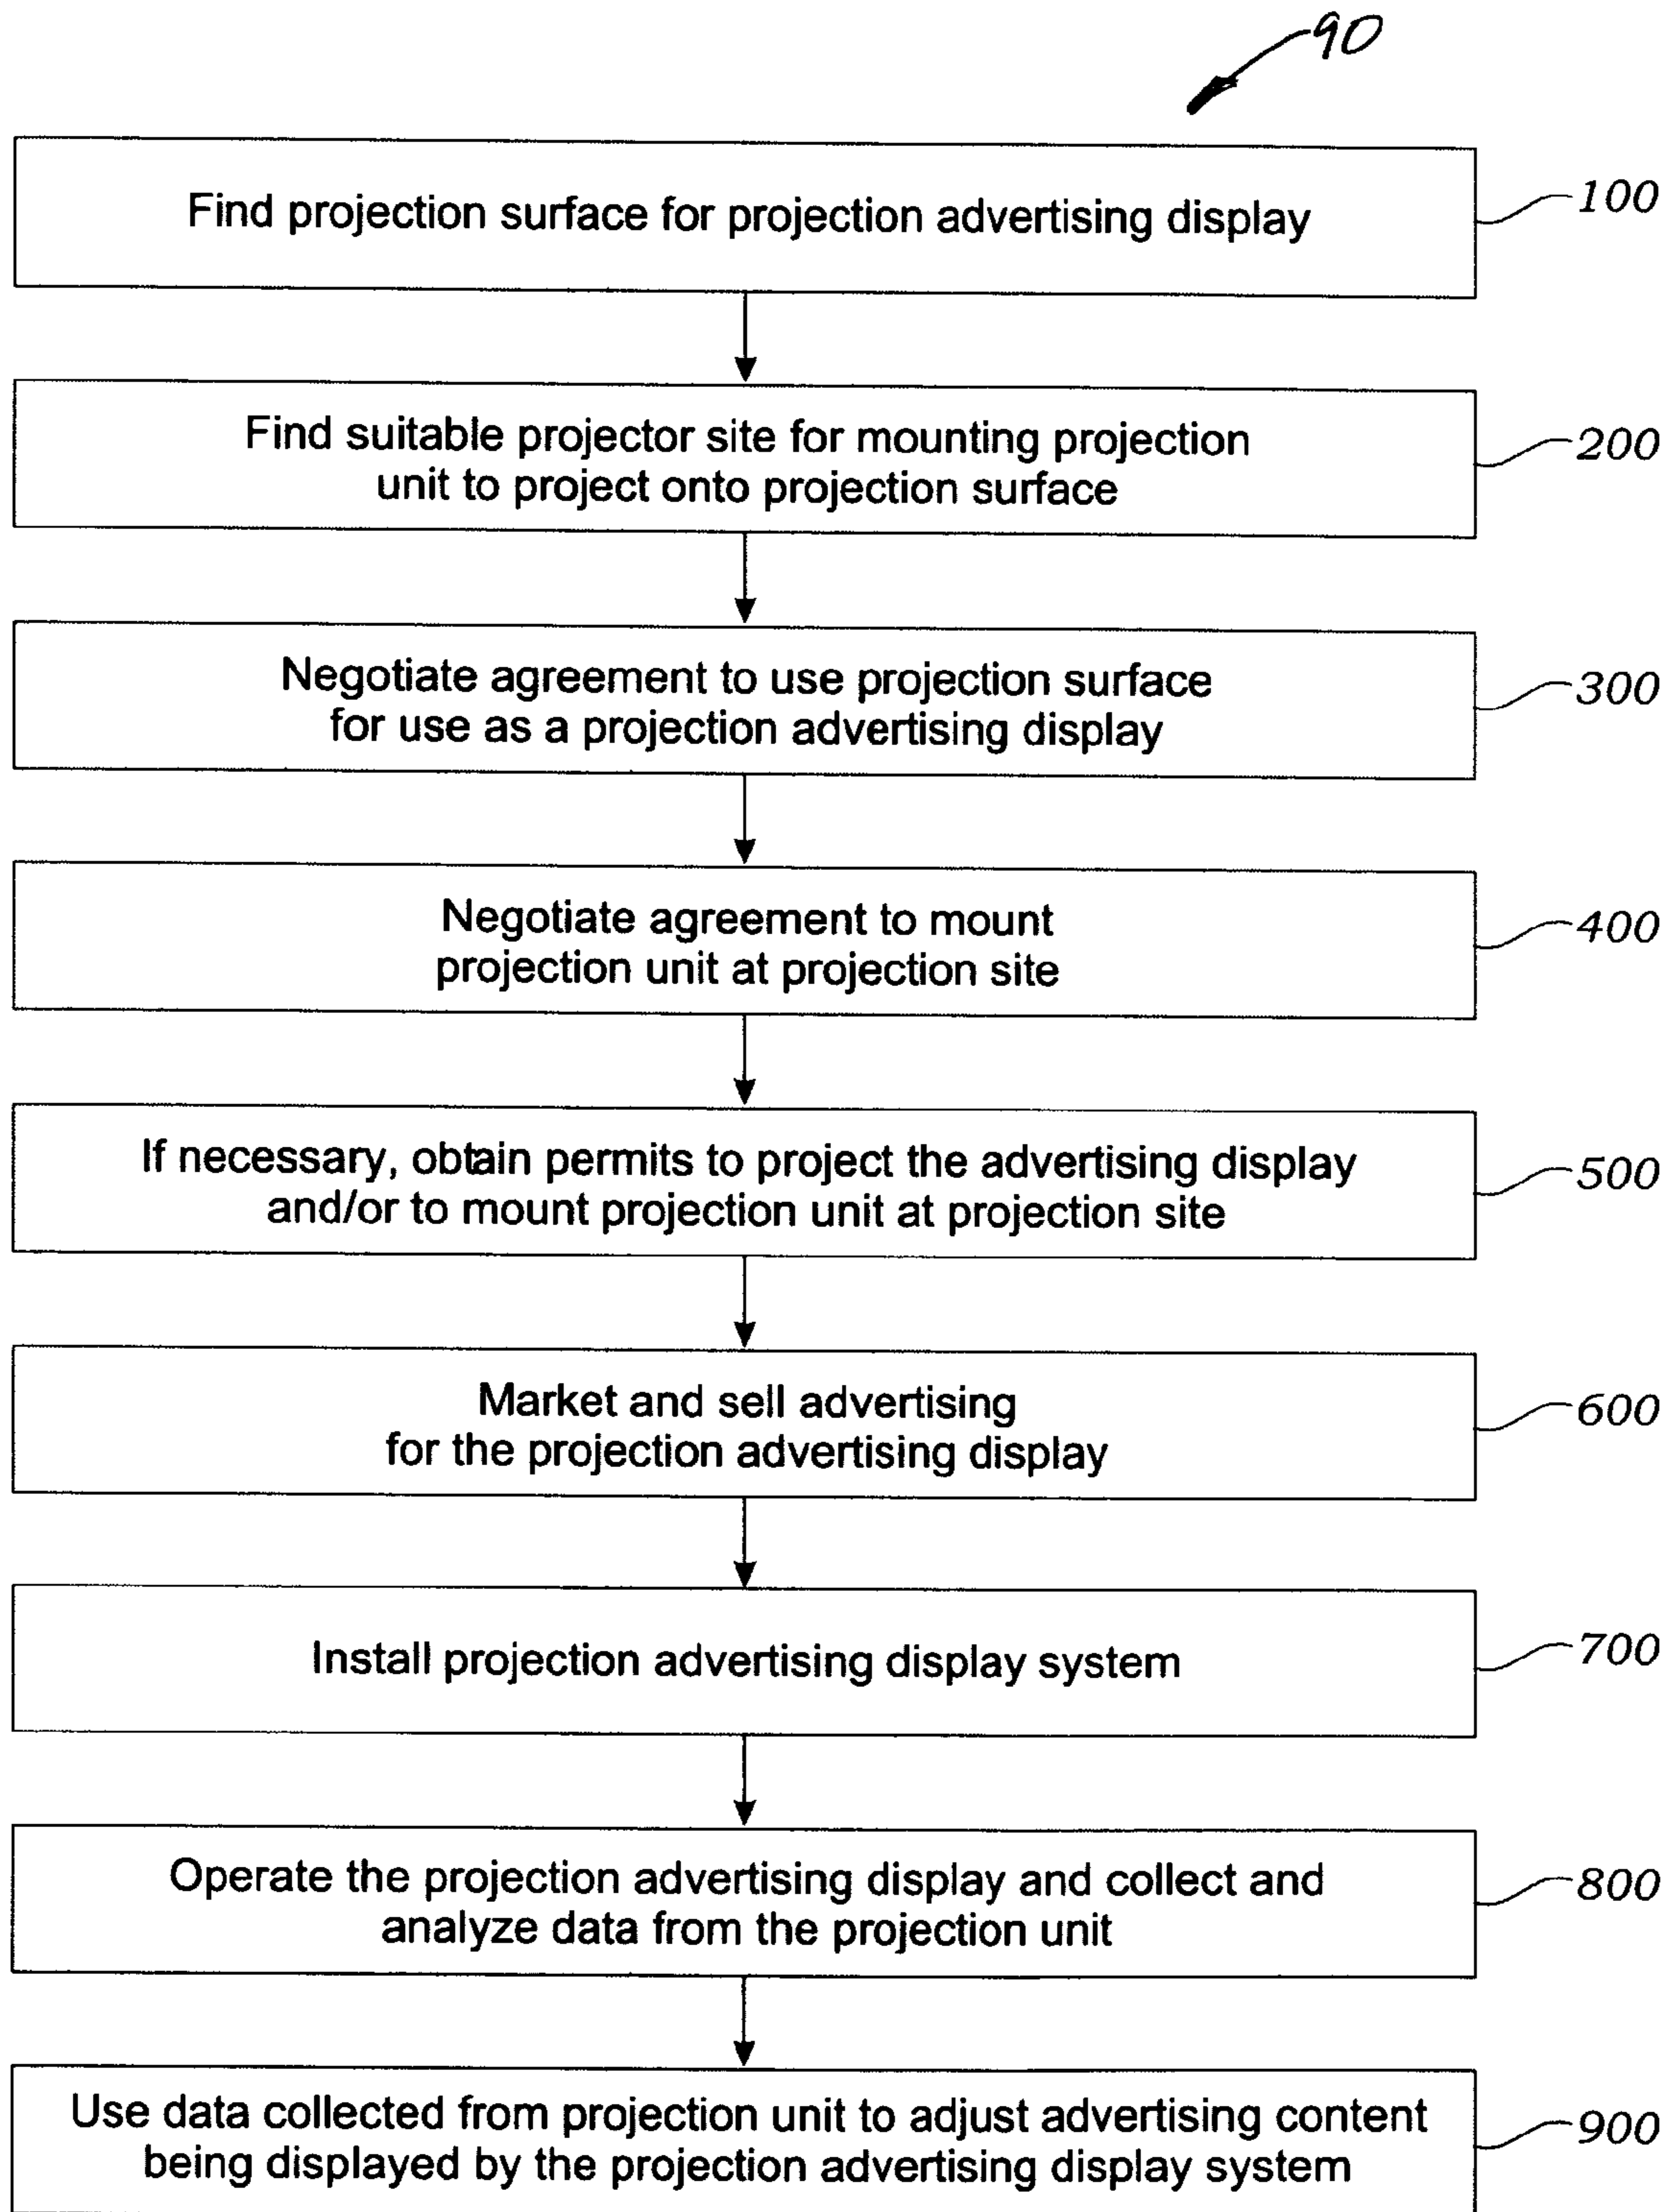 90
Find projection surface for projection advertising display
100
Find suitable projector site for mounting projection
unit to project onto projection surface
200
Negotiate agreement to use projection surface
for use as a projection advertising display
300
Negotiate agreement to mount
projection unit at projection site
400
If necessary, obtain permits to project the advertising display
and/or to mount projection unit at projection site
500
Market and sell advertising
for the projection advertising display
600
Install projection advertising display system
700
Operate the projection advertising display and collect and
analyze data from the projection unit
800
Use data collected from projection unit to adjust advertising content
being displayed by the projection advertising display system
900